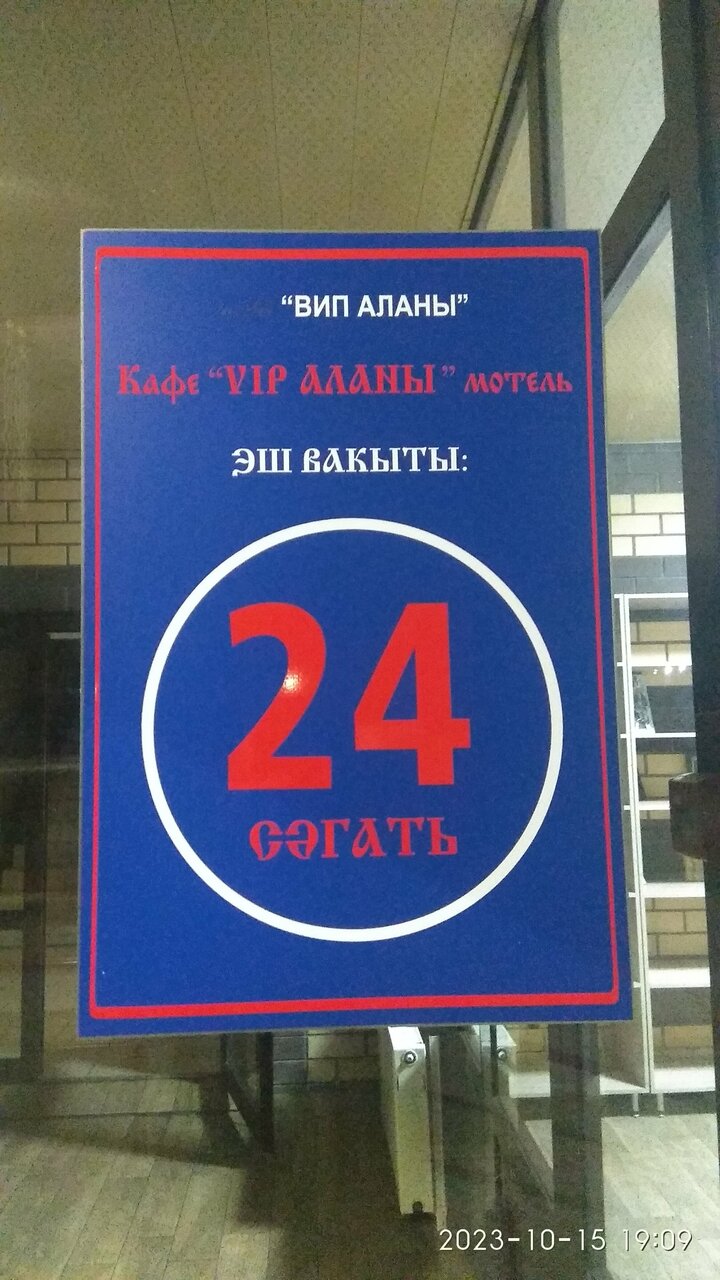 “ВИП АЛАНЫ”
Кафе “VIP АЛАНЫ” мотель
ЭШ ВАКЫТЫ:
24
сәгать
2023-10-15 19:09